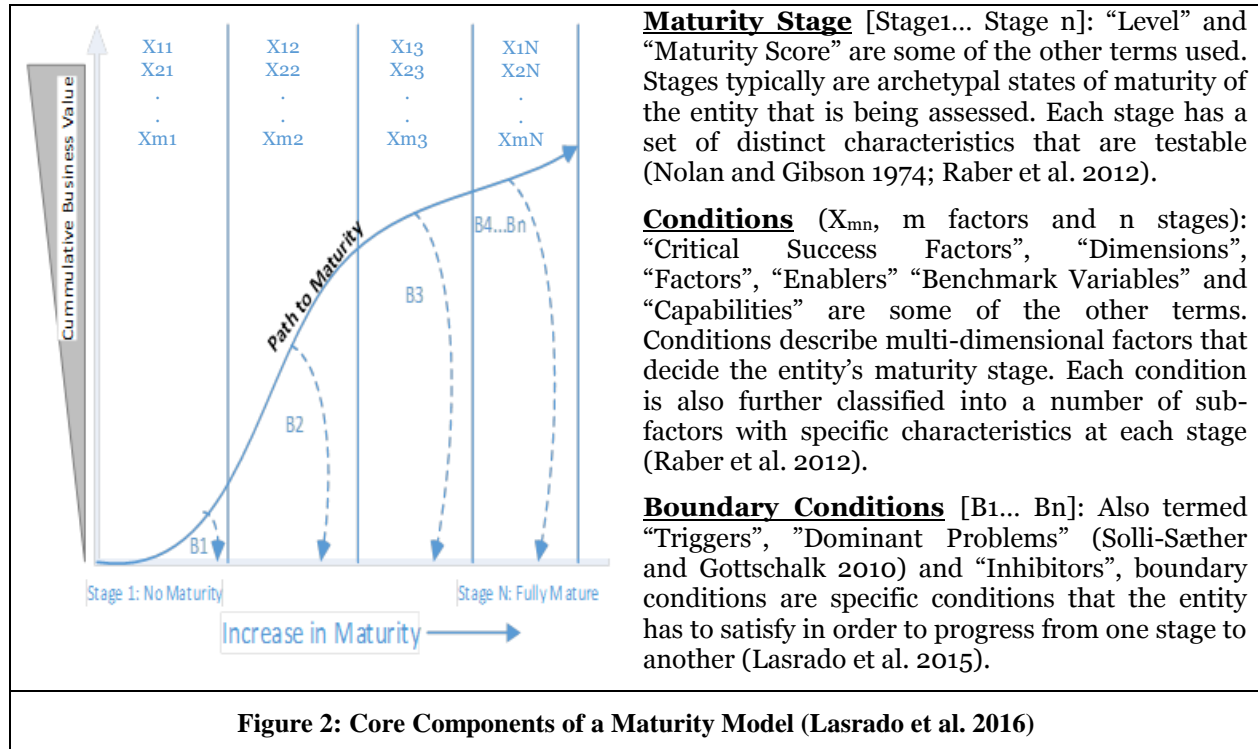 Cummulative Business Value
X11
X21
.
.
Xm1
X12
X22
.
.
Xm2
X13
X23
.
.
Xm3
X1N
X2N
.
.
XmN
Path to Maturity
B1
B2
B3
B4...Bn
Stage 1: No Maturity
Stage N: Fully Mature
Increase in Maturity
Maturity Stage [Stage1... Stage n]: “Level” and
“Maturity Score” are some of the other terms used.
Stages typically are archetypal states of maturity of
the entity that is being assessed. Each stage has a
set of distinct characteristics that are testable
(Nolan and Gibson 1974; Raber et al. 2012).
Conditions (Xmn, m factors and n stages):
“Critical Success Factors”, “Dimensions”,
“Factors”, “Enablers” “Benchmark Variables” and
“Capabilities” are some of the other terms.
Conditions describe multi-dimensional factors that
decide the entity’s maturity stage. Each condition
is also further classified into a number of sub-
factors with specific characteristics at each stage
(Raber et al. 2012).
Boundary Conditions [B1... Bn]: Also termed
“Triggers”, ”Dominant Problems” (Solli-Sæther
and Gottschalk 2010) and “Inhibitors”, boundary
conditions are specific conditions that the entity
has to satisfy in order to progress from one stage to
another (Lasrado et al. 2015).
Figure 2: Core Components of a Maturity Model (Lasrado et al. 2016)